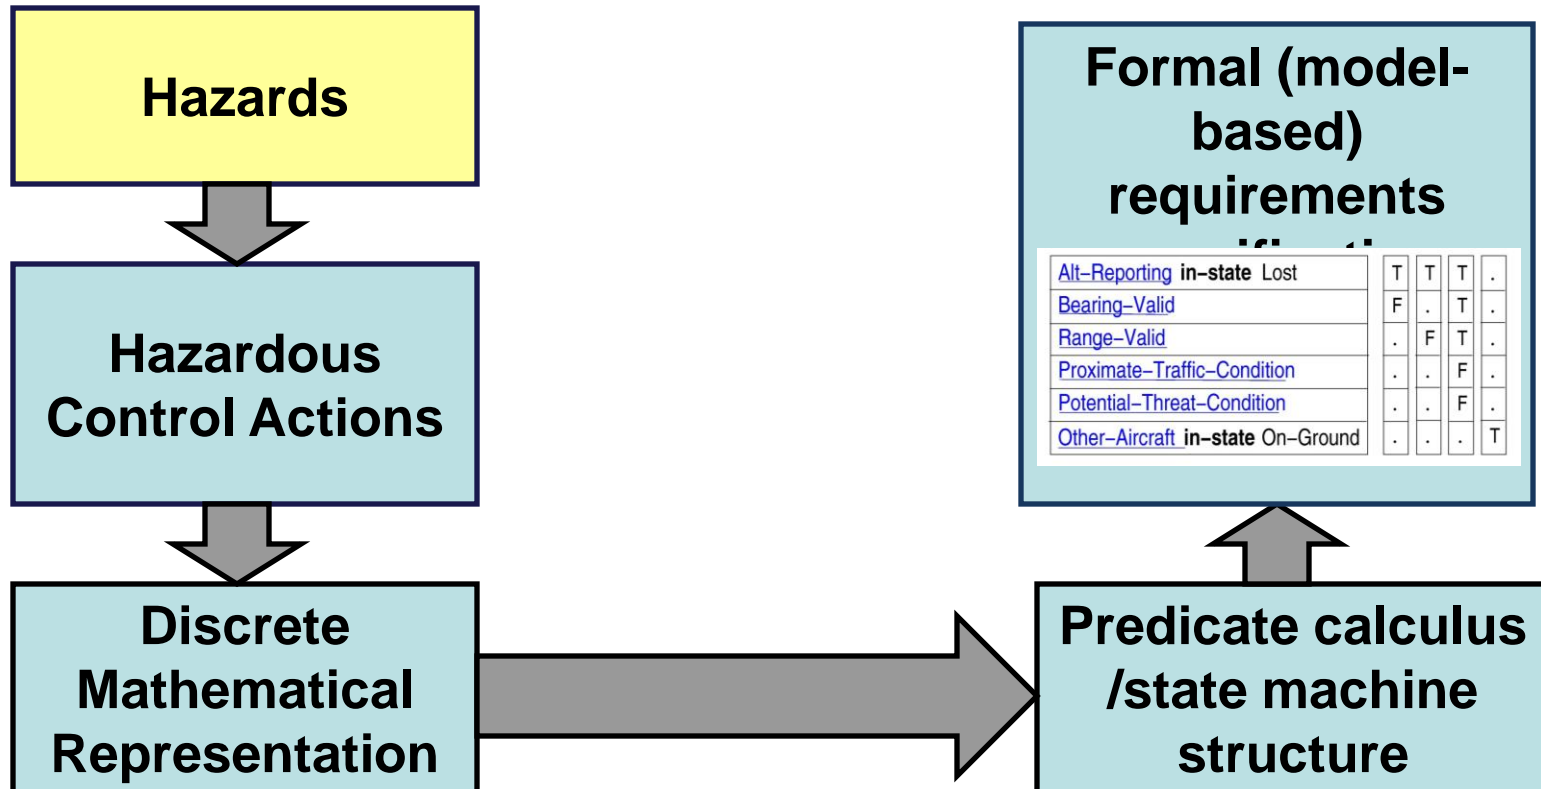 Hazards
Hazardous
Control Actions
Discrete
Mathematical
Representation
Predicate calculus
/state machine
structure
Formal (model-
based)
requirements
Alt–Reporting in–state Lost T T T .
Bearing–Valid F . T .
Range–Valid . F T .
Proximate–Traffic–Condition . . F .
Potential–Threat–Condition . . F .
Other–Aircraft in–state On–Ground . . . T